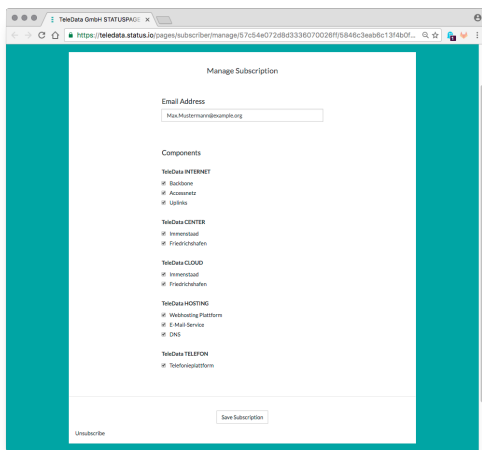 TeleData GmbH STATUSPAGE
https://teledata.status.io/pages/subscriber/manage/57c54e072d8d3336070026ff/5846c3eab6c13f4b0f...
Manage Subscription
Email Address
Max.Mustermann@example.org
Components
TeleData INTERNET
Backbone
Accessnetz
Uplinks
TeleData CENTER
Immenstaad
Friedrichshafen
TeleData CLOUD
Immenstaad
Friedrichshafen
TeleData HOSTING
Webhosting Plattform
E-Mail-Service
DNS
TeleData TELEFON
Telefonieplattform
Save Subscription
Unsubscribe